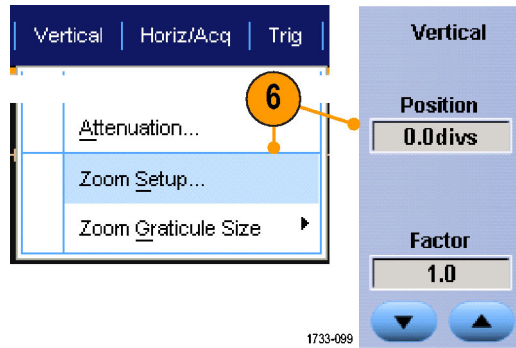 Vertical Horiz/Acq Trig
6
Attenuation...
Zoom Setup...
Zoom Graticule Size
Vertical
Position
0.0divs
Factor
1.0
1733-099